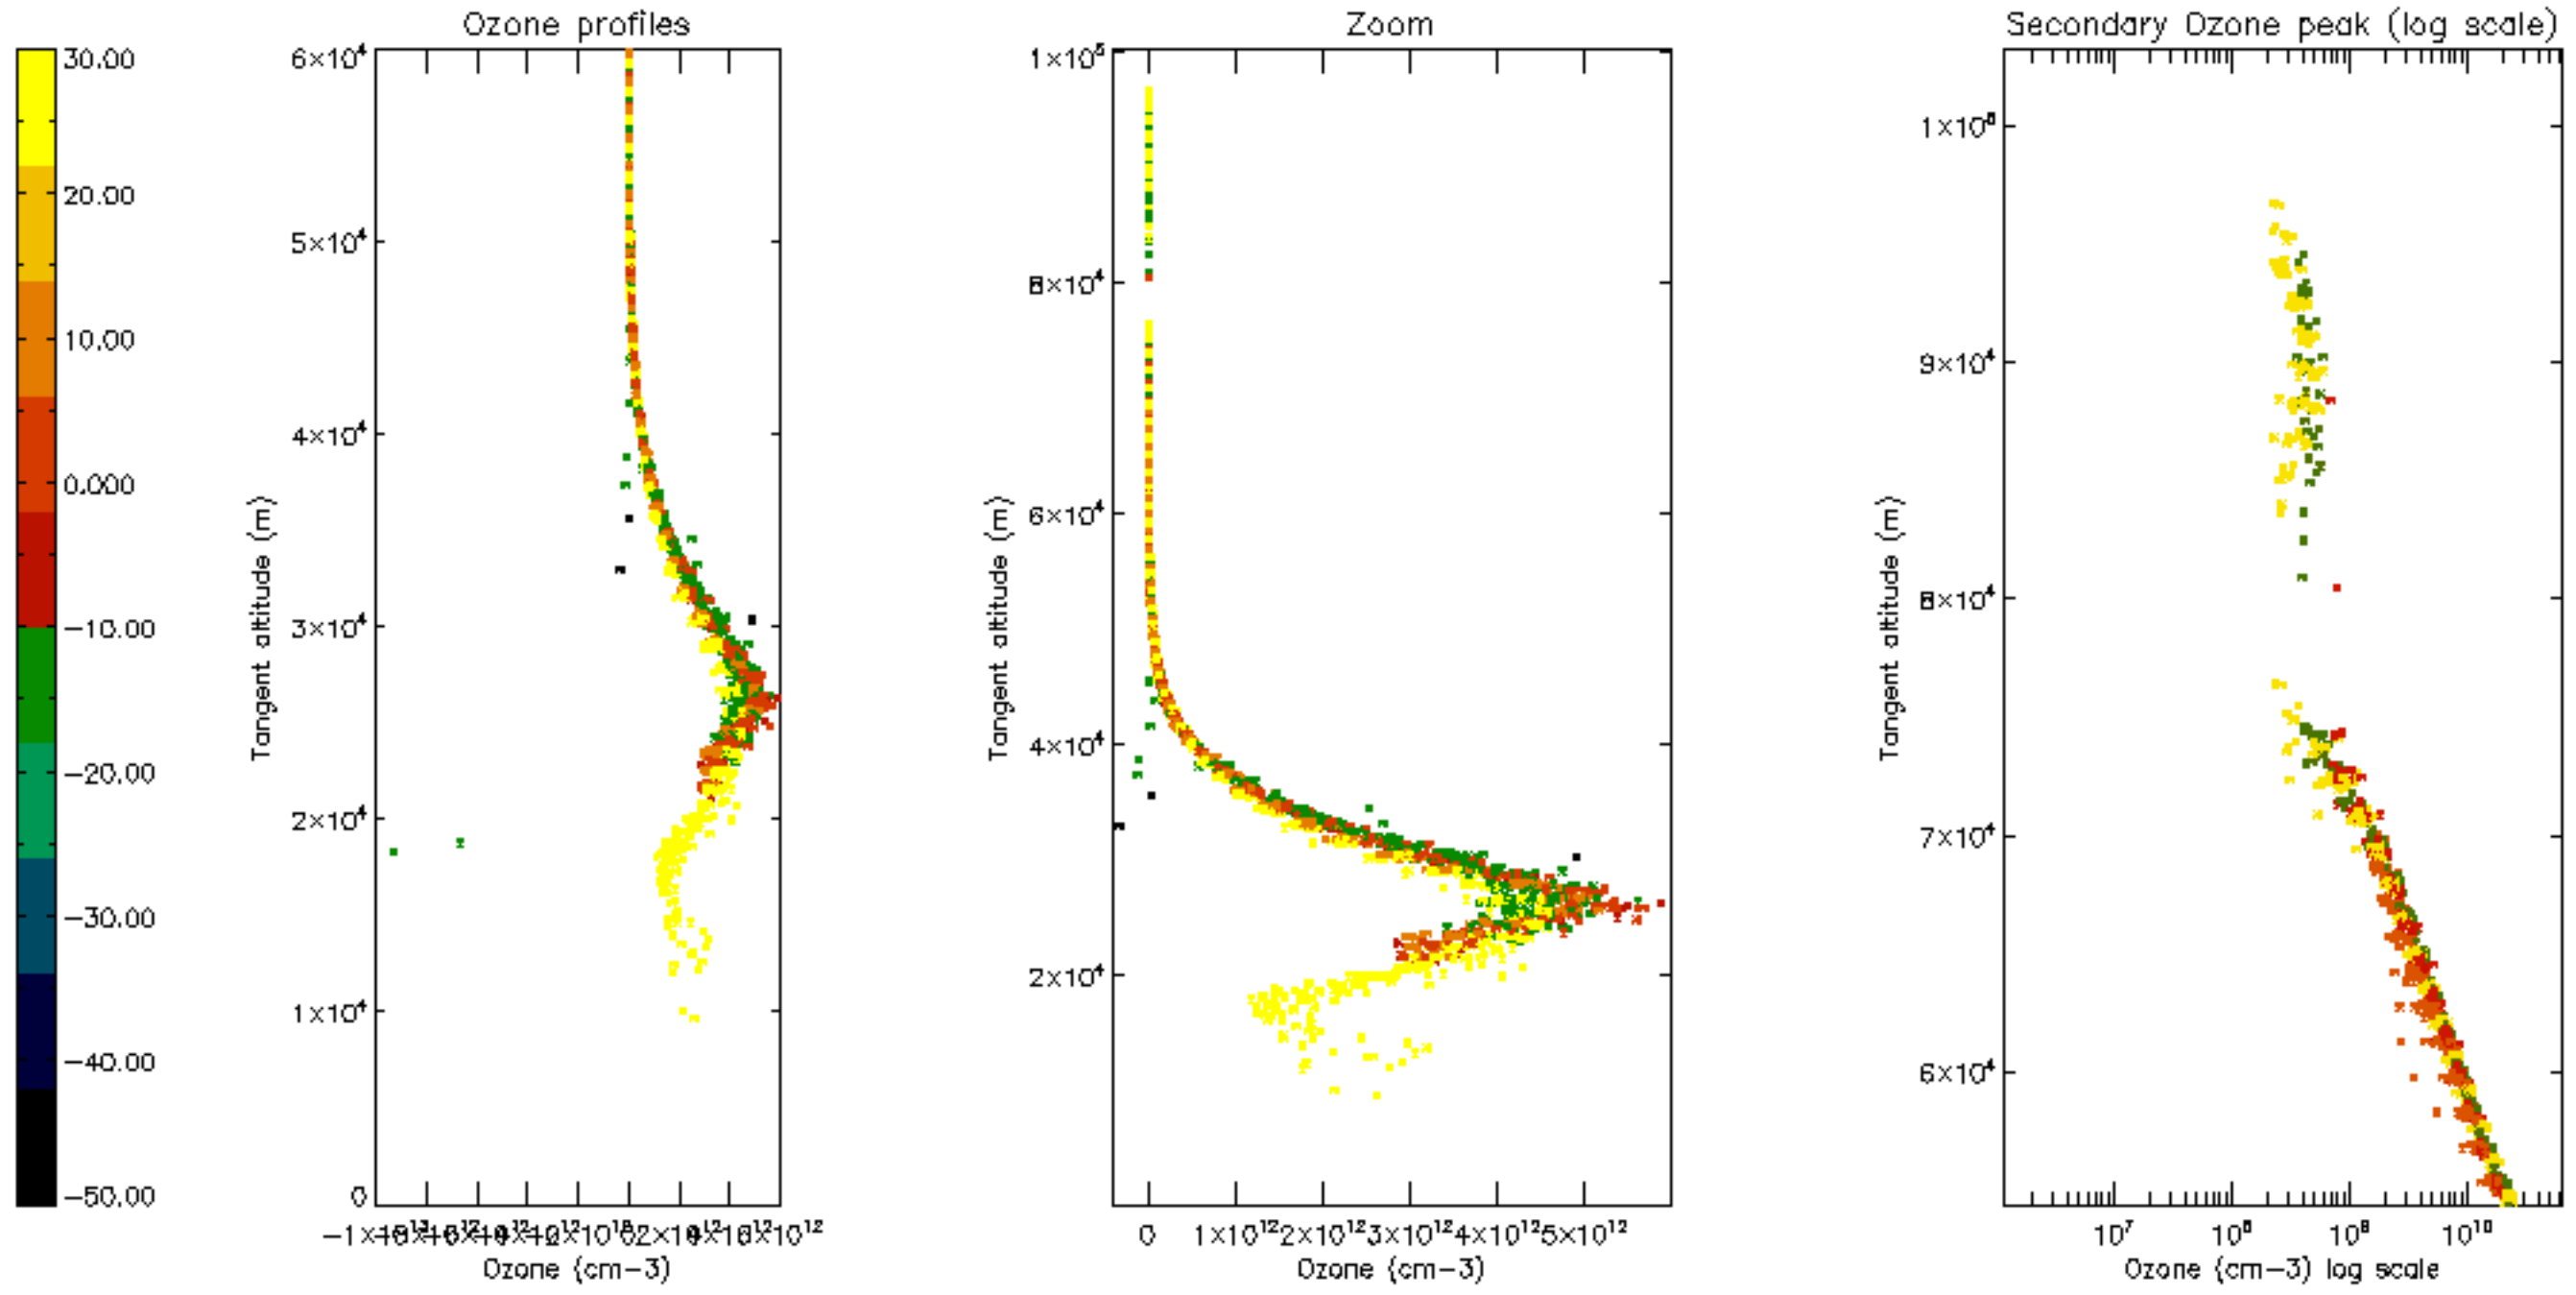 Ozone profiles
Zoom
Secondary Ozone peak (log scale)
30.00
20.00
10.00
0.000
−10.00
−20.00
−30.00
−40.00
−50.00
6×10⁴
5×10⁴
4×10⁴
3×10⁴
2×10⁴
1×10⁴
0
Tangent altitude (m)
Ozone (cm−3)
1×10⁵
8×10⁴
6×10⁴
4×10⁴
2×10⁴
Tangent altitude (m)
0 1×10¹² 2×10¹² 3×10¹² 4×10¹² 5×10¹²
Ozone (cm−3)
1×10⁵
9×10⁴
8×10⁴
7×10⁴
6×10⁴
Tangent altitude (m)
10⁷ 10⁸ 10⁹ 10¹⁰
Ozone (cm−3) log scale